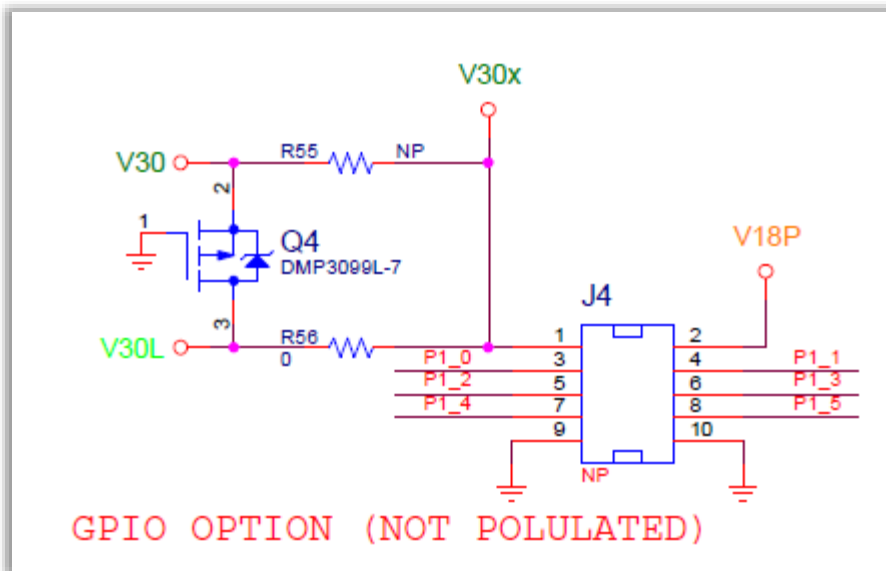 V30x
R55 NP
V30
2
1
Q4
DMP3099L-7
V18P
J4
3
R56
V30L
0
1 2
P1_0 3 4 P1_1
P1_2 5 6 P1_3
P1_4 7 8 P1_5
9 10
NP
GPIO OPTION (NOT POLULATED)